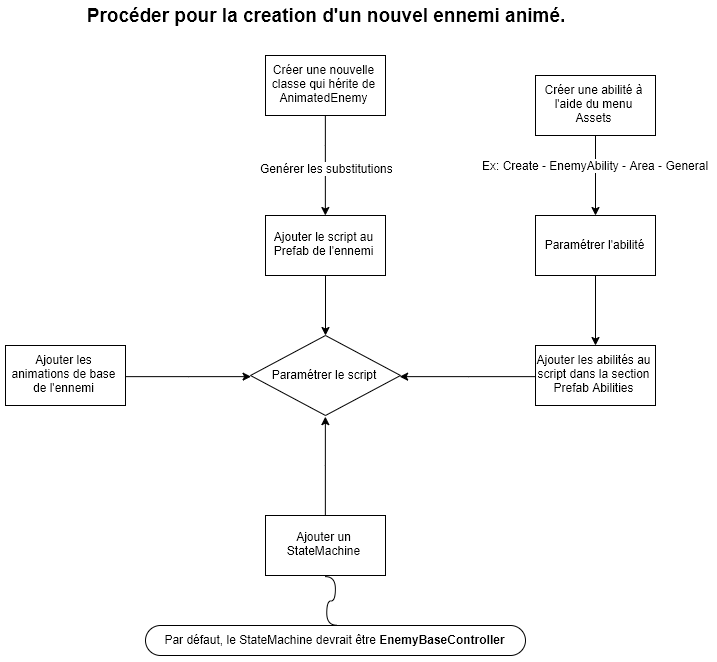 Procéder pour la creation d'un nouvel ennemi animé.
Créer une nouvelle
classe qui hérite de
AnimatedEnemy
Créer une abilité à
l'aide du menu
Assets
Genérer les substitutions
Ex: Create - EnemyAbility - Area - General
Ajouter le script au
Prefab de l'ennemi
Paramétrer l'abilité
Ajouter les
animations de base
de l'ennemi
Paramétrer le script
Ajouter les abilités au
script dans la section
Prefab Abilities
Ajouter un
StateMachine
Par défaut, le StateMachine devrait être EnemyBaseController